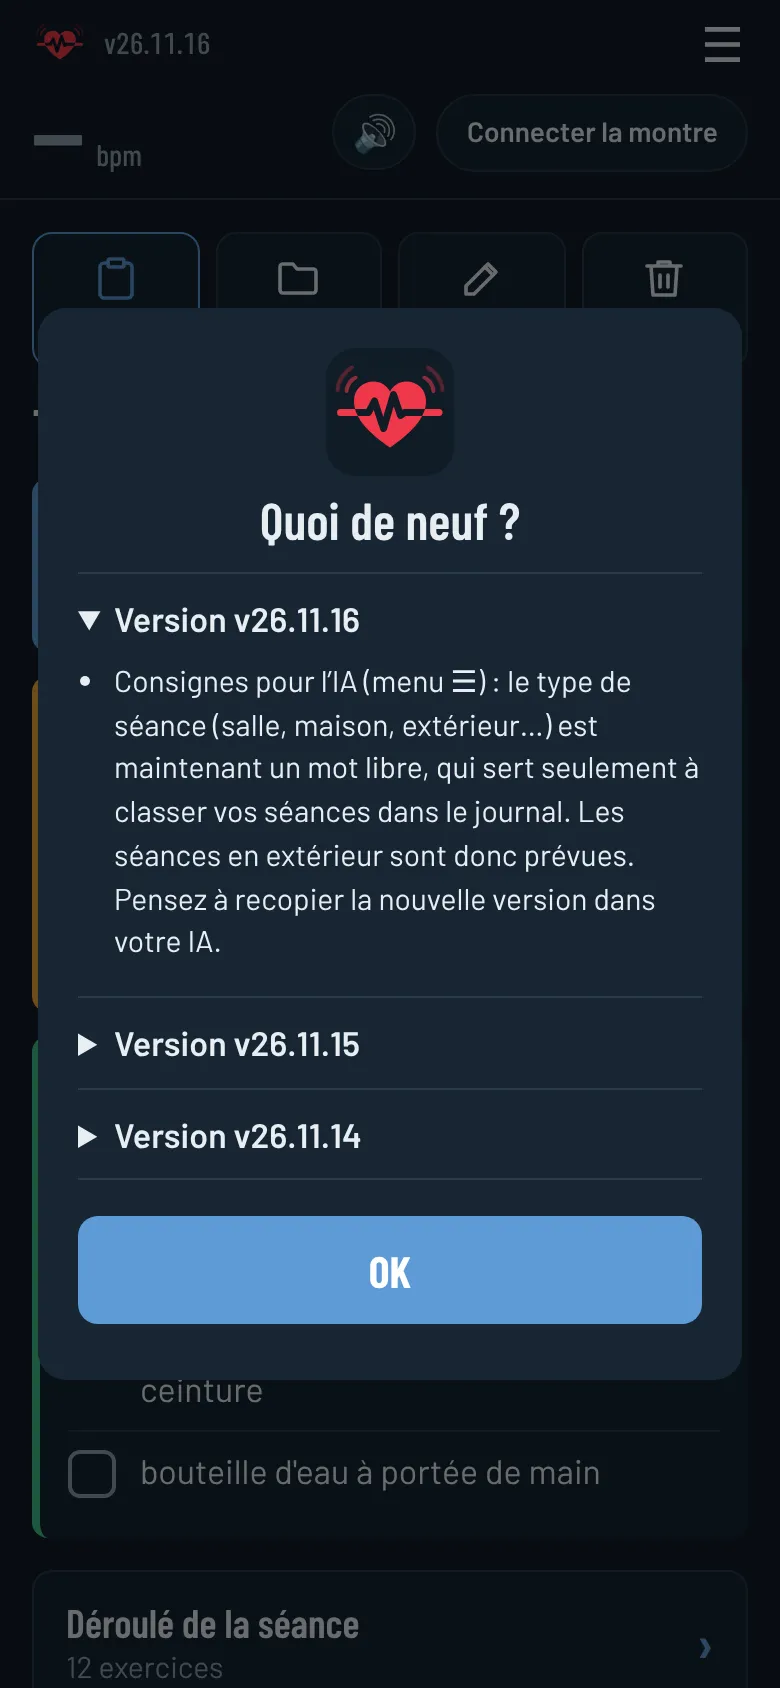 v26.11.16
bpm
Connecter la montre
Quoi de neuf ?
Version v26.11.16
Consignes pour l'IA (menu ☰) : le type de
séance (salle, maison, extérieur...) est
maintenant un mot libre, qui sert seulement à
classer vos séances dans le journal. Les
séances en extérieur sont donc prévues.
Pensez à recopier la nouvelle version dans
votre IA.
Version v26.11.15
Version v26.11.14
OK
ceinture
bouteille d'eau à portée de main
Déroulé de la séance
12 exercices